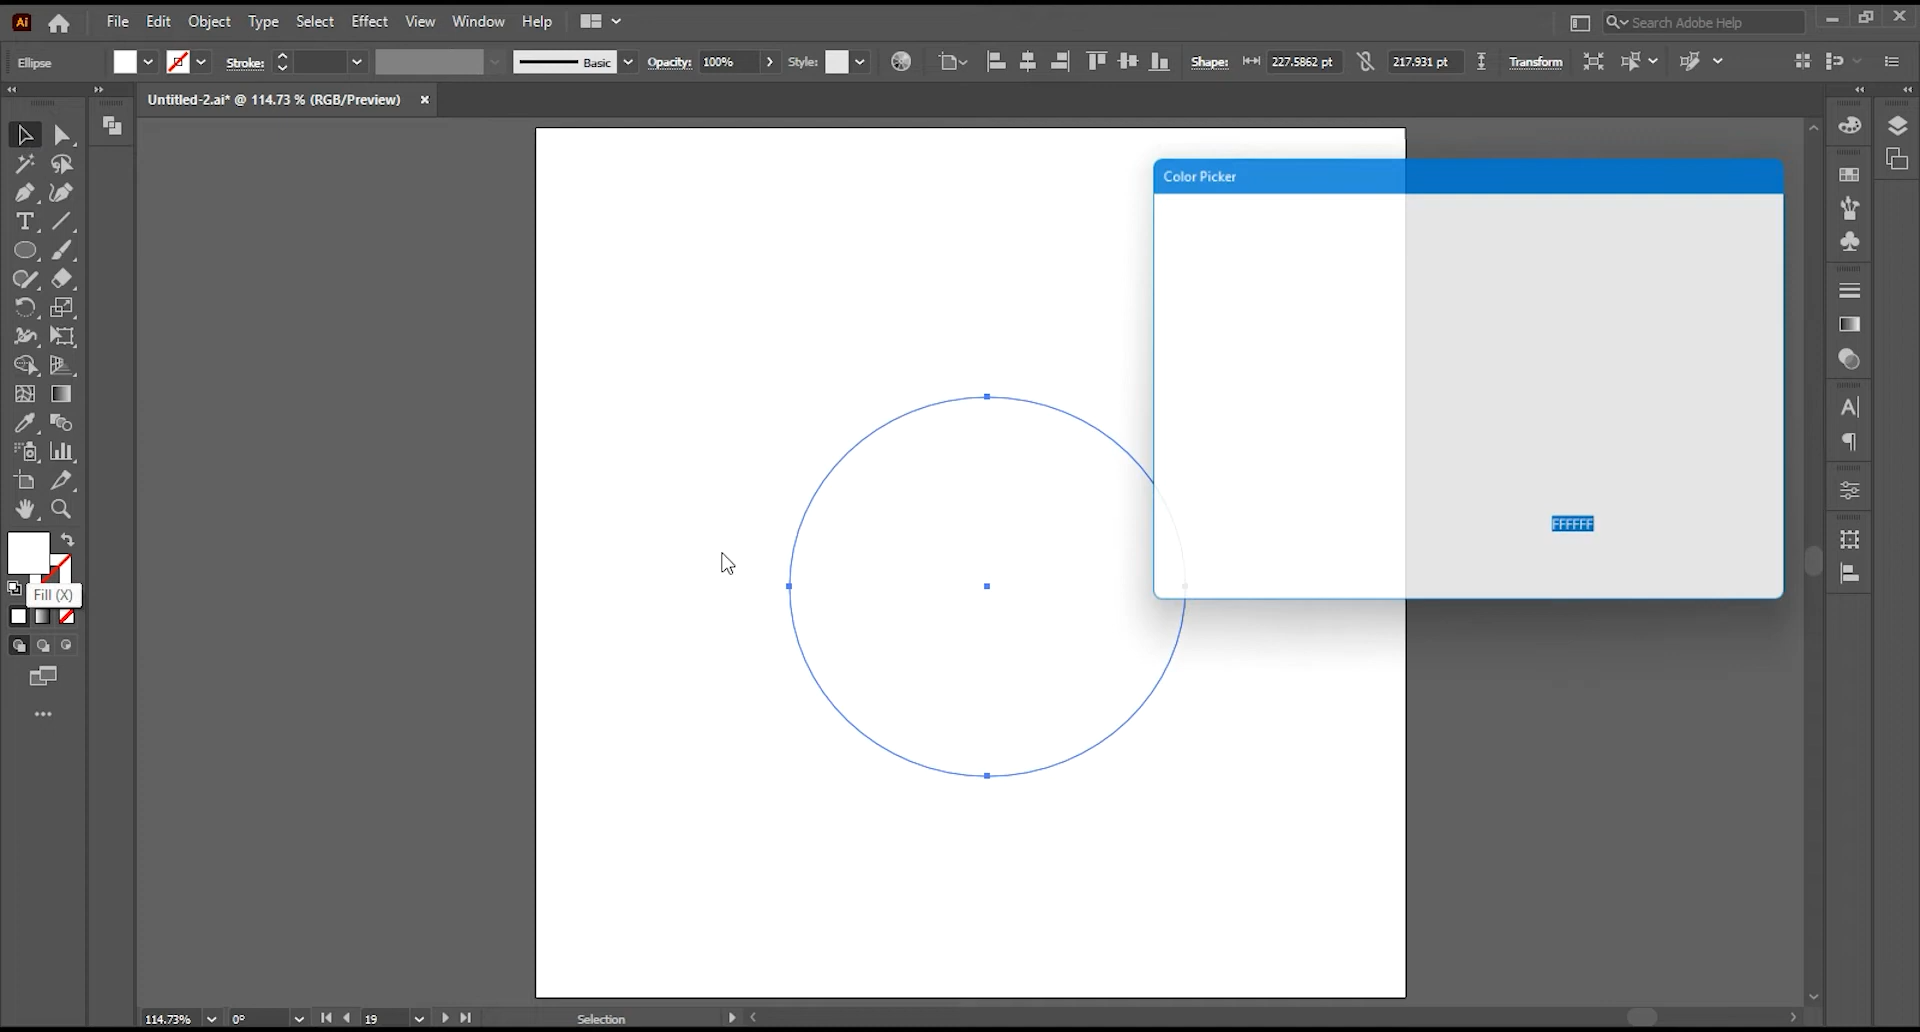 Ai File Edit Object Type Select Effect View Window Help Search Adobe Help
Ellipse Stroke: Basic Opacity: 100% Style: Shape: 227.5862 pt 217.931 pt Transform
Untitled-2.ai* @ 114.73 % (RGB/Preview)
Color Picker
FFFFFF
Fill (X)
114.73% 0° 19 Selection